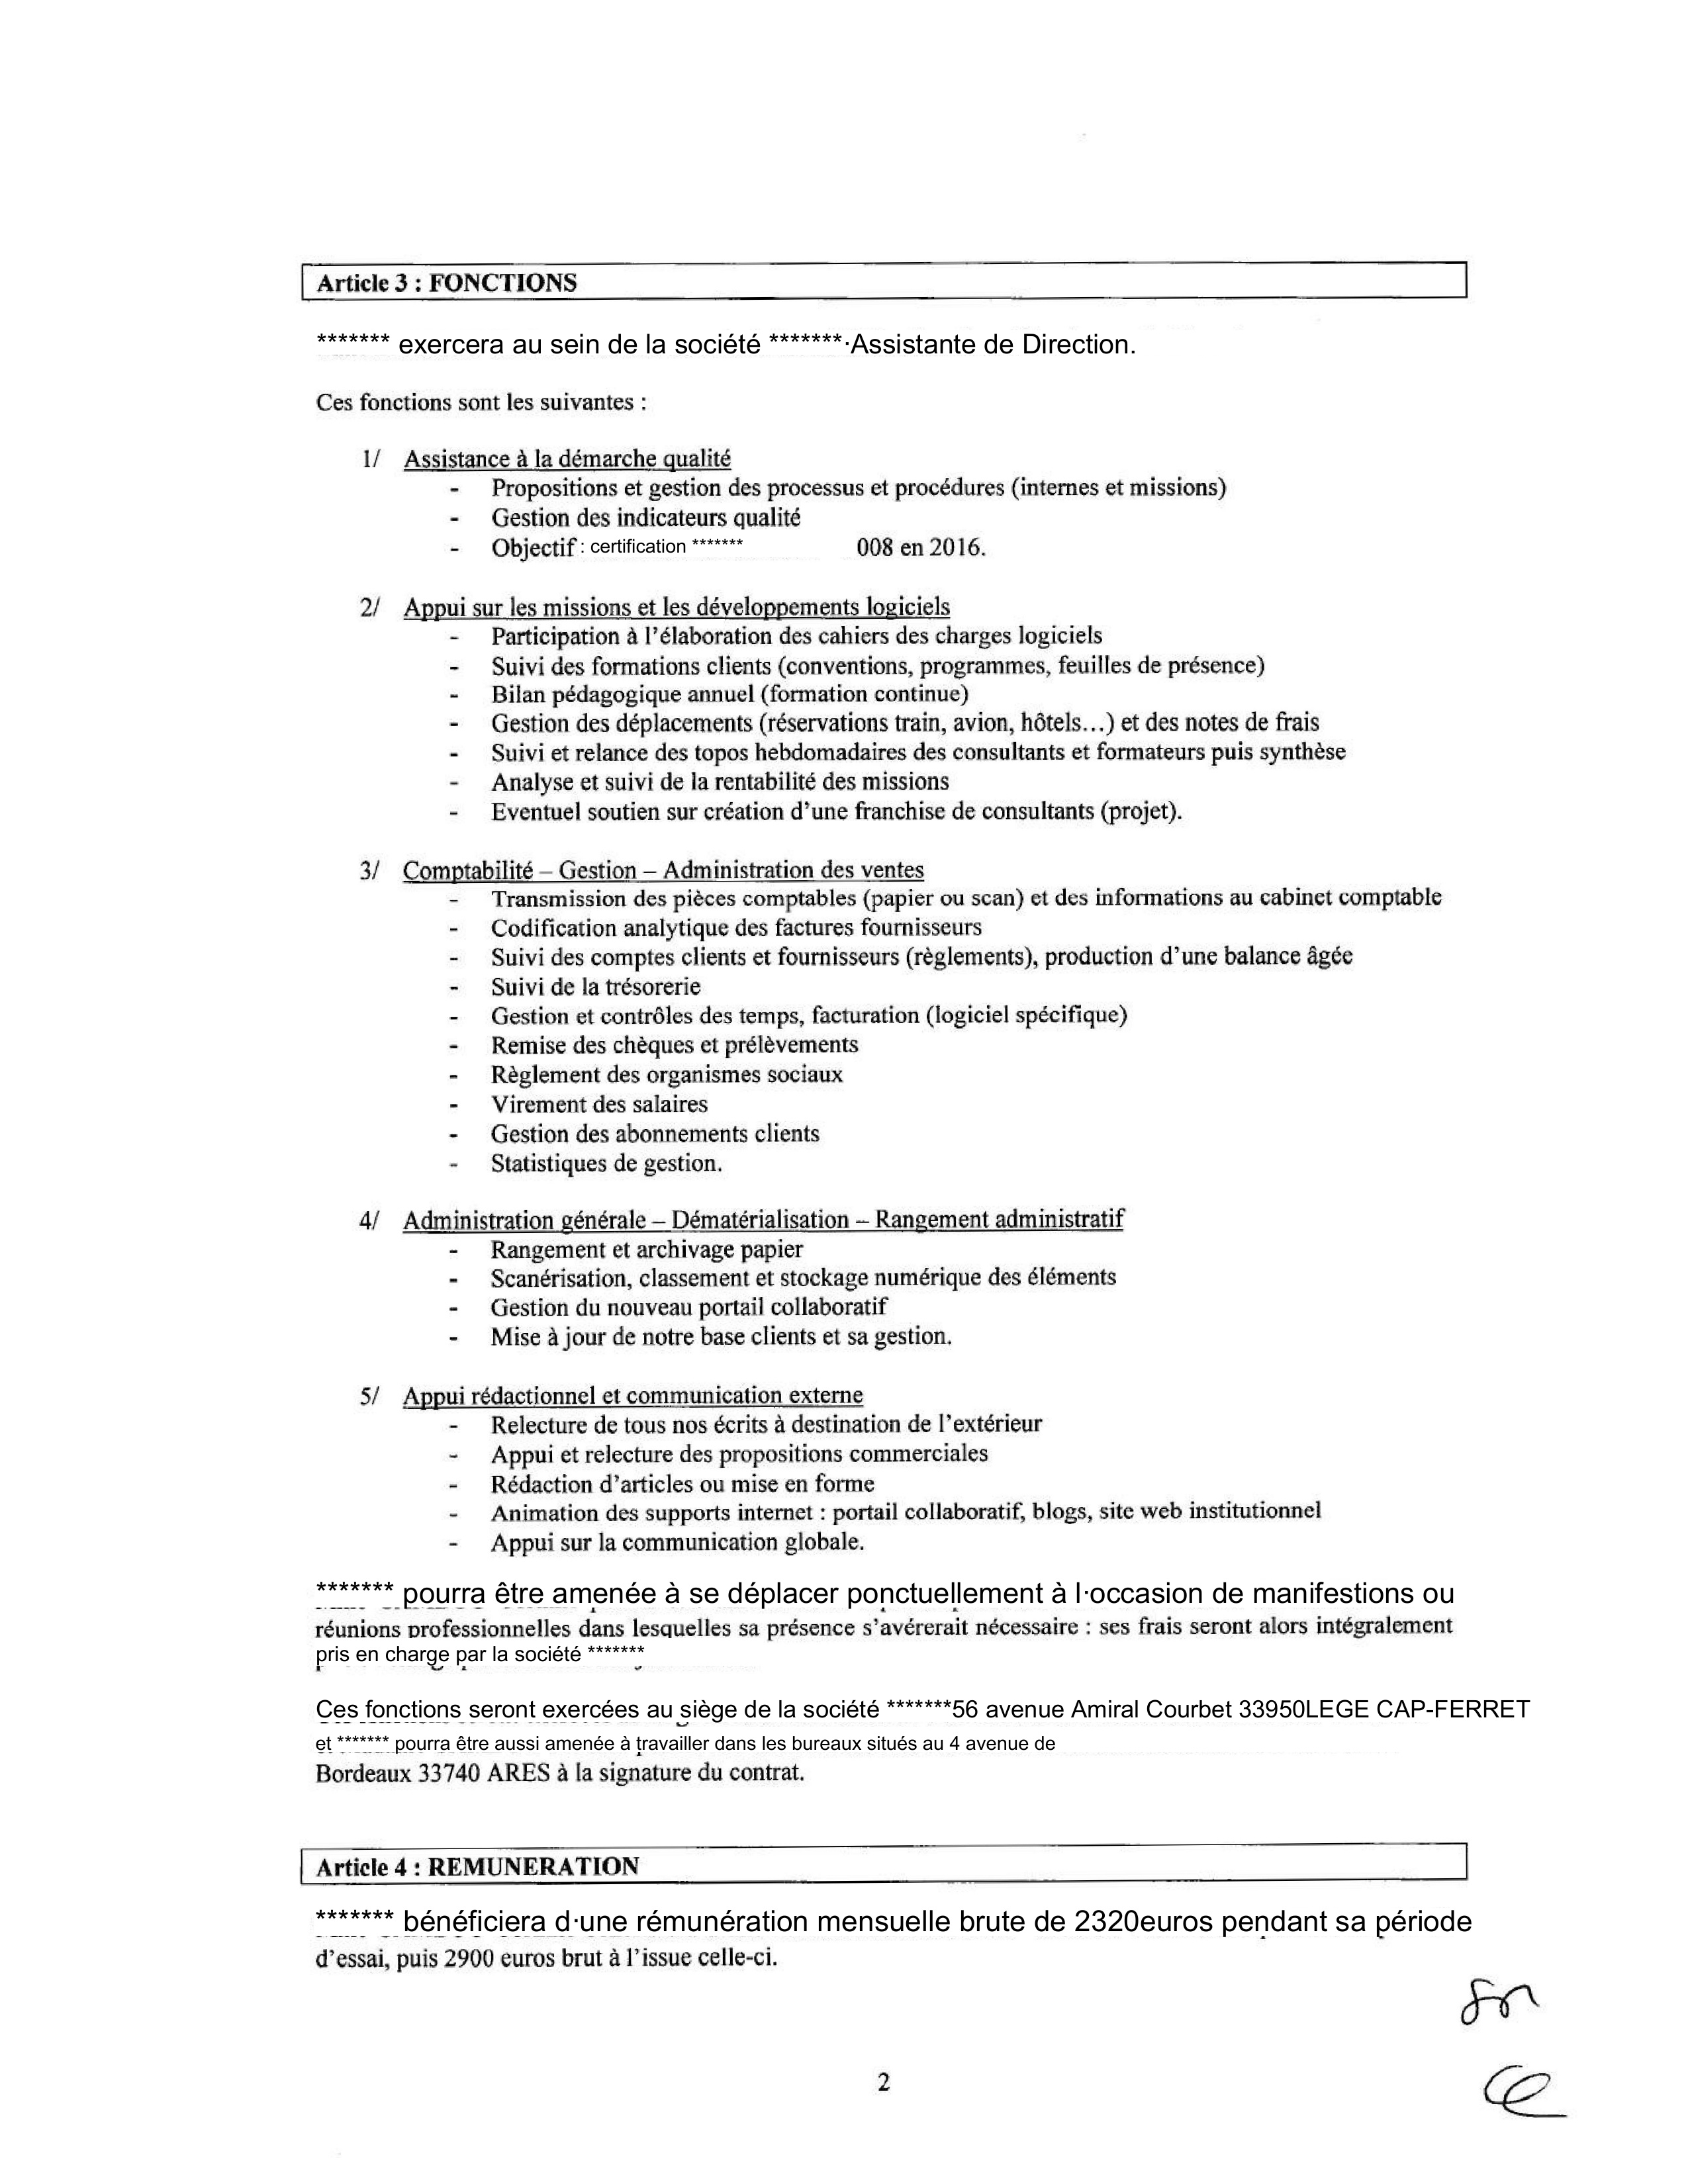 Article 3 : FONCTIONS
******* exercera au sein de la société *******·Assistante de Direction.
Ces fonctions sont les suivantes :
1/ Assistance à la démarche qualité
- Propositions et gestion des processus et procédures (internes et missions)
- Gestion des indicateurs qualité
- Objectif : certification ******* 008 en 2016.
2/ Appui sur les missions et les développements logiciels
- Participation à l'élaboration des cahiers des charges logiciels
- Suivi des formations clients (conventions, programmes, feuilles de présence)
- Bilan pédagogique annuel (formation continue)
- Gestion des déplacements (réservations train, avion, hôtels...) et des notes de frais
- Suivi et relance des topos hebdomadaires des consultants et formateurs puis synthèse
- Analyse et suivi de la rentabilité des missions
- Eventuel soutien sur création d'une franchise de consultants (projet).
3/ Comptabilité – Gestion – Administration des ventes
- Transmission des pièces comptables (papier ou scan) et des informations au cabinet comptable
- Codification analytique des factures fournisseurs
- Suivi des comptes clients et fournisseurs (règlements), production d'une balance âgée
- Suivi de la trésorerie
- Gestion et contrôles des temps, facturation (logiciel spécifique)
- Remise des chèques et prélèvements
- Règlement des organismes sociaux
- Virement des salaires
- Gestion des abonnements clients
- Statistiques de gestion.
4/ Administration générale – Dématérialisation – Rangement administratif
- Rangement et archivage papier
- Scanérisation, classement et stockage numérique des éléments
- Gestion du nouveau portail collaboratif
- Mise à jour de notre base clients et sa gestion.
5/ Appui rédactionnel et communication externe
- Relecture de tous nos écrits à destination de l'extérieur
- Appui et relecture des propositions commerciales
- Rédaction d'articles ou mise en forme
- Animation des supports internet : portail collaboratif, blogs, site web institutionnel
- Appui sur la communication globale.
******* pourra être amenée à se déplacer ponctuellement à l·occasion de manifestions ou
réunions professionnelles dans lesquelles sa présence s'avérerait nécessaire : ses frais seront alors intégralement
pris en charge par la société *******
Ces fonctions seront exercées au siège de la société *******56 avenue Amiral Courbet 33950LEGE CAP-FERRET
et ******* pourra être aussi amenée à travailler dans les bureaux situés au 4 avenue de
Bordeaux 33740 ARES à la signature du contrat.
Article 4 : REMUNERATION
******* bénéficiera d·une rémunération mensuelle brute de 2320euros pendant sa période
d'essai, puis 2900 euros brut à l'issue celle-ci.
2